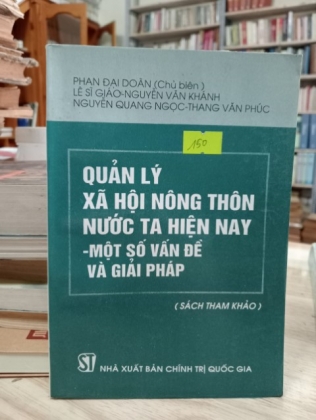 PHAN ĐẠI DOÃN (Chủ biên)
LÊ SĨ GIÁO-NGUYỄN VĂN KHÁNH
NGUYỄN QUANG NGỌC-THANG VĂN PHÚC
150
QUẢN LÝ
XÃ HỘI NÔNG THÔN
NƯỚC TA HIỆN NAY
-MỘT SỐ VẤN ĐỀ
VÀ GIẢI PHÁP
(SÁCH THAM KHẢO)
ST NHÀ XUẤT BẢN CHÍNH TRỊ QUỐC GIA